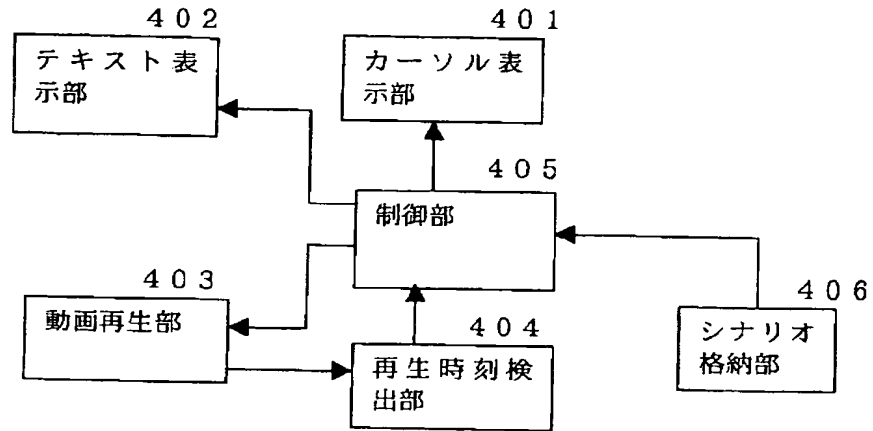 402
テキスト表
示部
401
カーソル表
示部
405
制御部
403
動画再生部
404
再生時刻検
出部
406
シナリオ
格納部